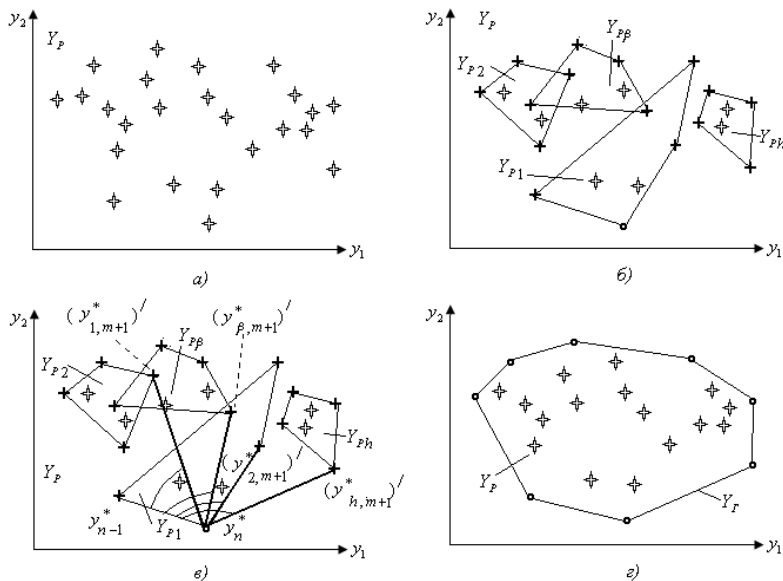 y₂
Y_P
y₁
а)
y₂
Y_P
Y_Pβ
Y_P2
Y_Ph
Y_P1
y₁
б)
y₂
(y*_1,m+1)′
(y*_β,m+1)′
Y_Pβ
Y_P2
Y_Ph
Y_P
(y*_2,m+1)′
(y*_h,m+1)′
y*_n-1
Y_P1
y*_n
y₁
в)
y₂
Y_P
Y_Г
y₁
г)